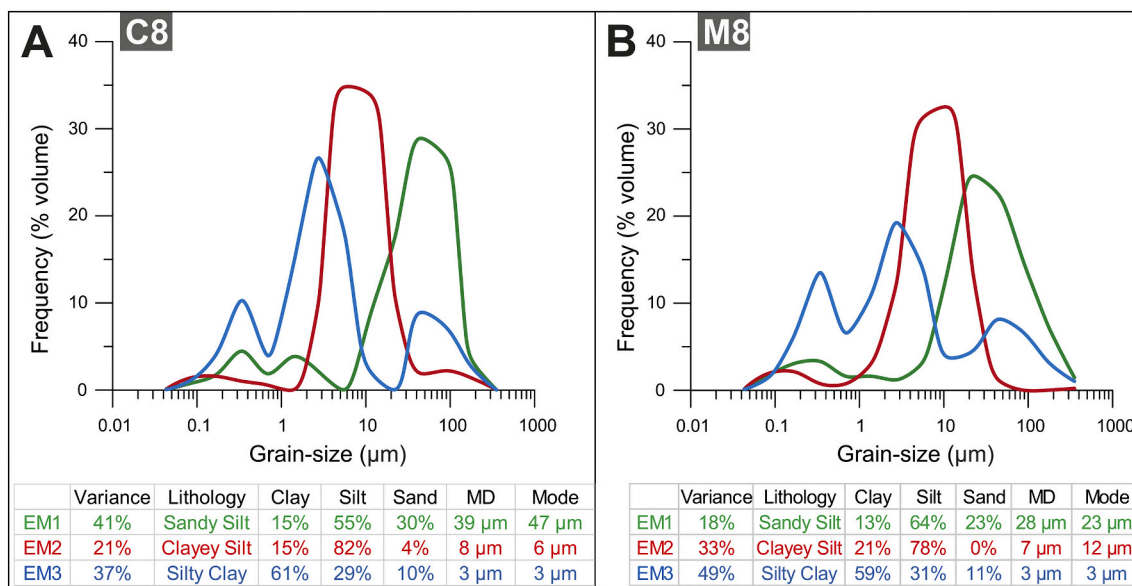 A C8
40
30
20
10
0
Frequency (% volume)
0.01 0.1 1 10 100 1000
Grain-size (µm)
Variance Lithology Clay Silt Sand MD Mode
EM1 41% Sandy Silt 15% 55% 30% 39 µm 47 µm
EM2 21% Clayey Silt 15% 82% 4% 8 µm 6 µm
EM3 37% Silty Clay 61% 29% 10% 3 µm 3 µm
B M8
40
30
20
10
0
Frequency (% volume)
0.01 0.1 1 10 100 1000
Grain-size (µm)
Variance Lithology Clay Silt Sand MD Mode
EM1 18% Sandy Silt 13% 64% 23% 28 µm 23 µm
EM2 33% Clayey Silt 21% 78% 0% 7 µm 12 µm
EM3 49% Silty Clay 59% 31% 11% 3 µm 3 µm